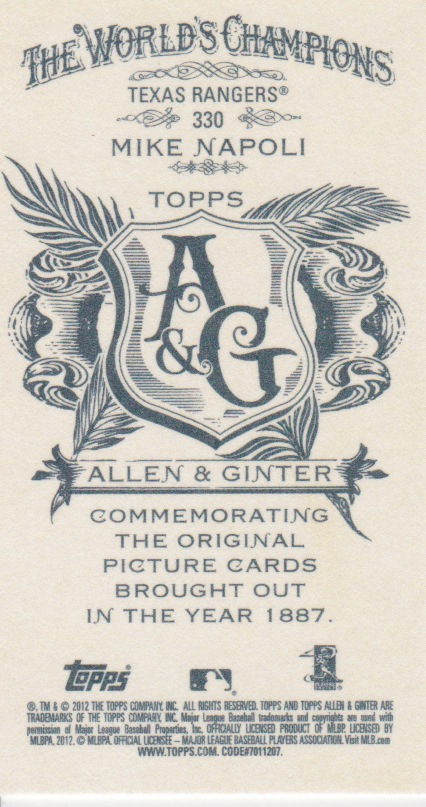 THE WORLD'S CHAMPIONS
TEXAS RANGERS®
330
MIKE NAPOLI
TOPPS
A&G
ALLEN & GINTER
COMMEMORATING
THE ORIGINAL
PICTURE CARDS
BROUGHT OUT
IN THE YEAR 1887.
TOPPS
®, TM & © 2012 THE TOPPS COMPANY, INC. ALL RIGHTS RESERVED. TOPPS AND TOPPS ALLEN & GINTER ARE
TRADEMARKS OF THE TOPPS COMPANY, INC. Major League Baseball trademarks and copyrights are used with
permission of Major League Baseball Properties, Inc. OFFICIALLY LICENSED PRODUCT OF MLBP. LICENSED BY
MLBPA, 2012. © MLBPA. OFFICIAL LICENSEE – MAJOR LEAGUE BASEBALL PLAYERS ASSOCIATION. Visit MLB.com
WWW.TOPPS.COM. CODE#7011207.